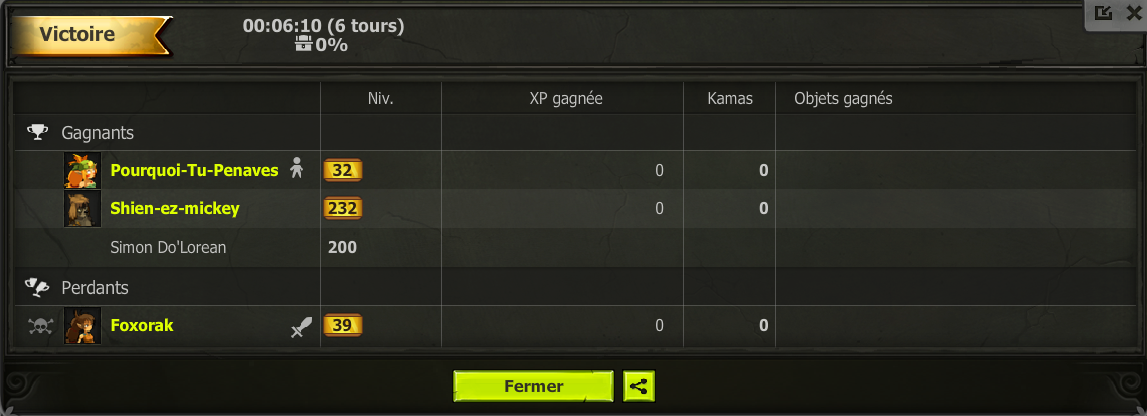 Victoire
00:06:10 (6 tours)
0%
Niv. XP gagnée Kamas Objets gagnés
Gagnants
Pourquoi-Tu-Penaves 32 0 0
Shien-ez-mickey 232 0 0
Simon Do'Lorean 200
Perdants
Foxorak 39 0 0
Fermer